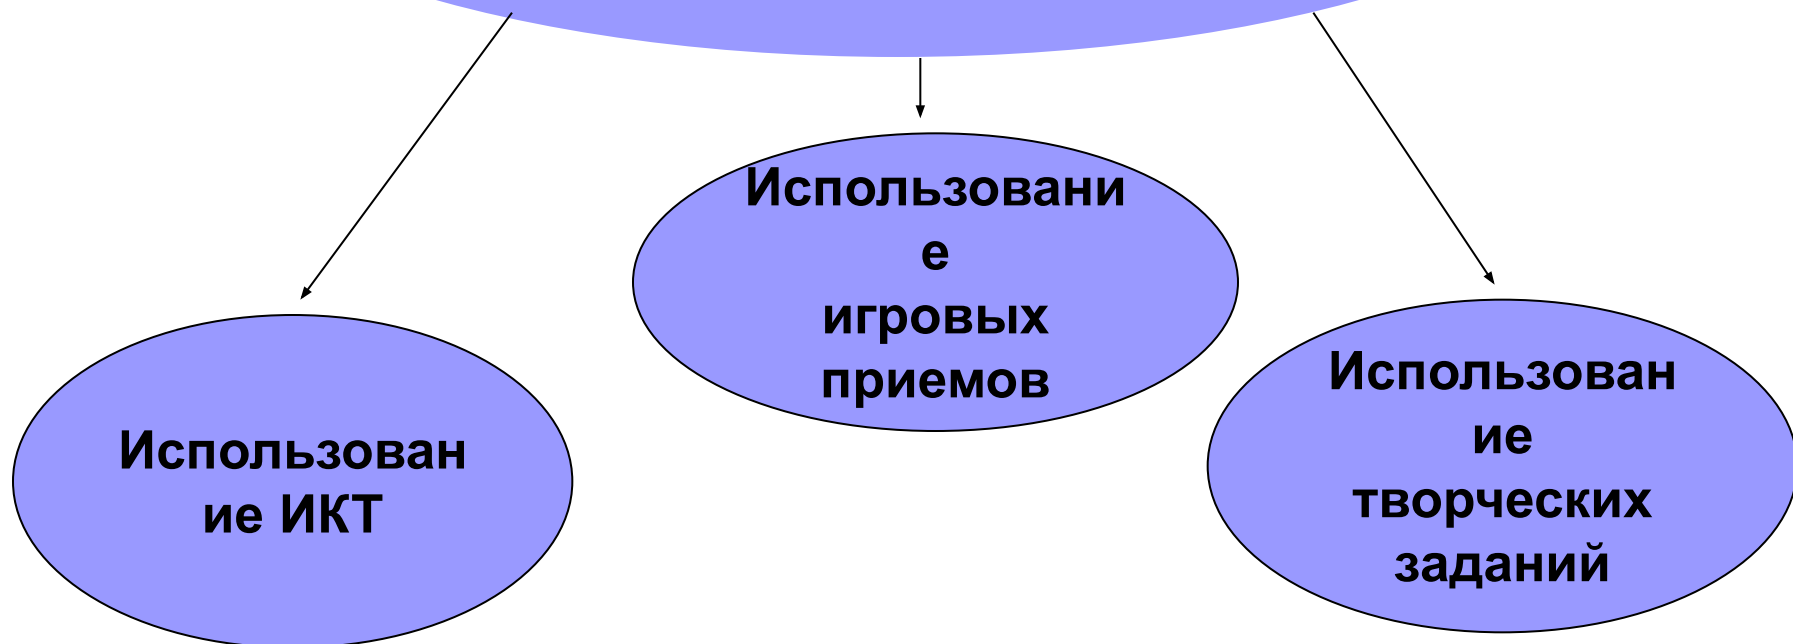 Использовани
е
игровых
приемов
Использован
ие
творческих
заданий
Использован
ие ИКТ